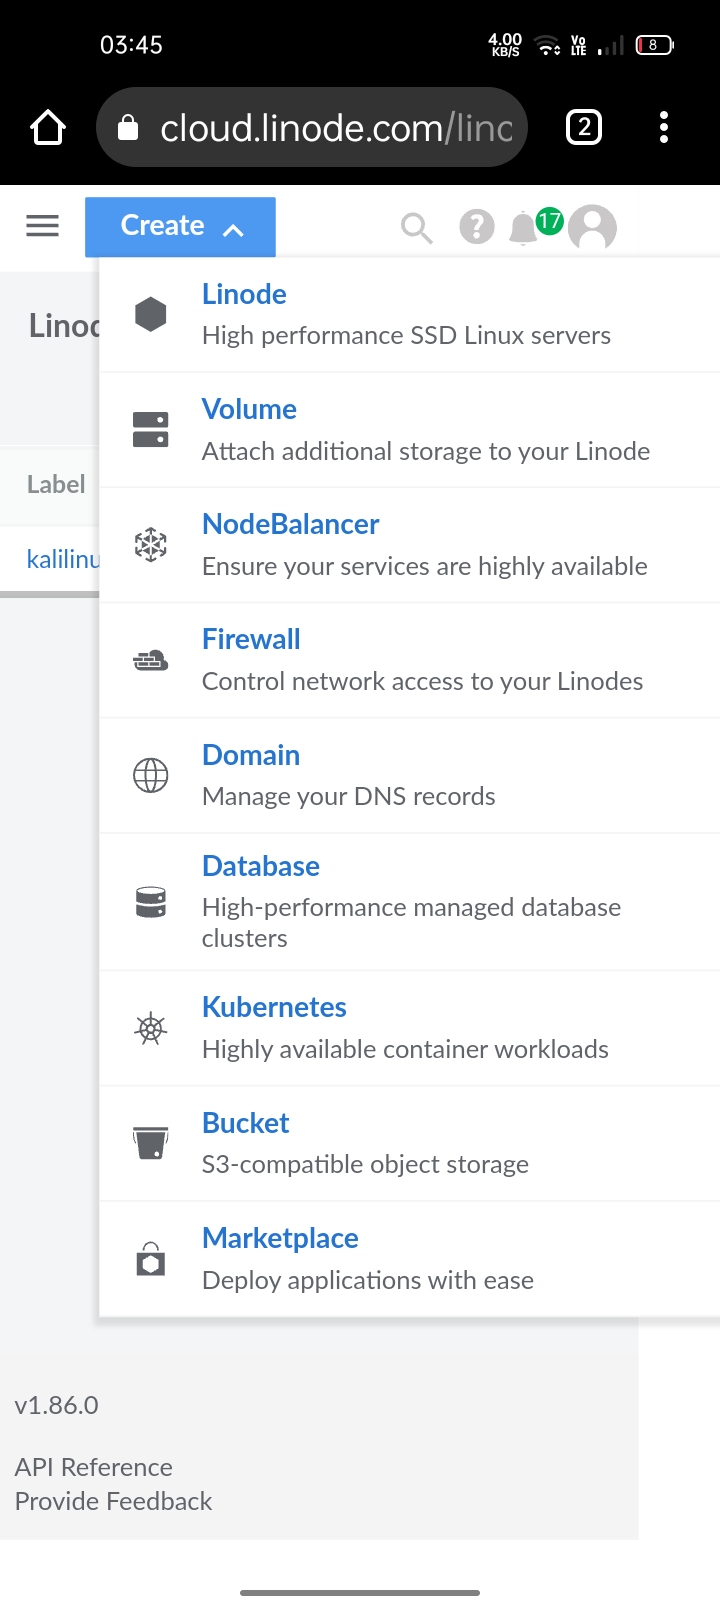 03:45
4.00 KB/S
Vo LTE
8
cloud.linode.com/linc
2
Create
?
17
Linoc
Label
kalilinu
Linode
High performance SSD Linux servers
Volume
Attach additional storage to your Linode
NodeBalancer
Ensure your services are highly available
Firewall
Control network access to your Linodes
Domain
Manage your DNS records
Database
High-performance managed database
clusters
Kubernetes
Highly available container workloads
Bucket
S3-compatible object storage
Marketplace
Deploy applications with ease
v1.86.0
API Reference
Provide Feedback